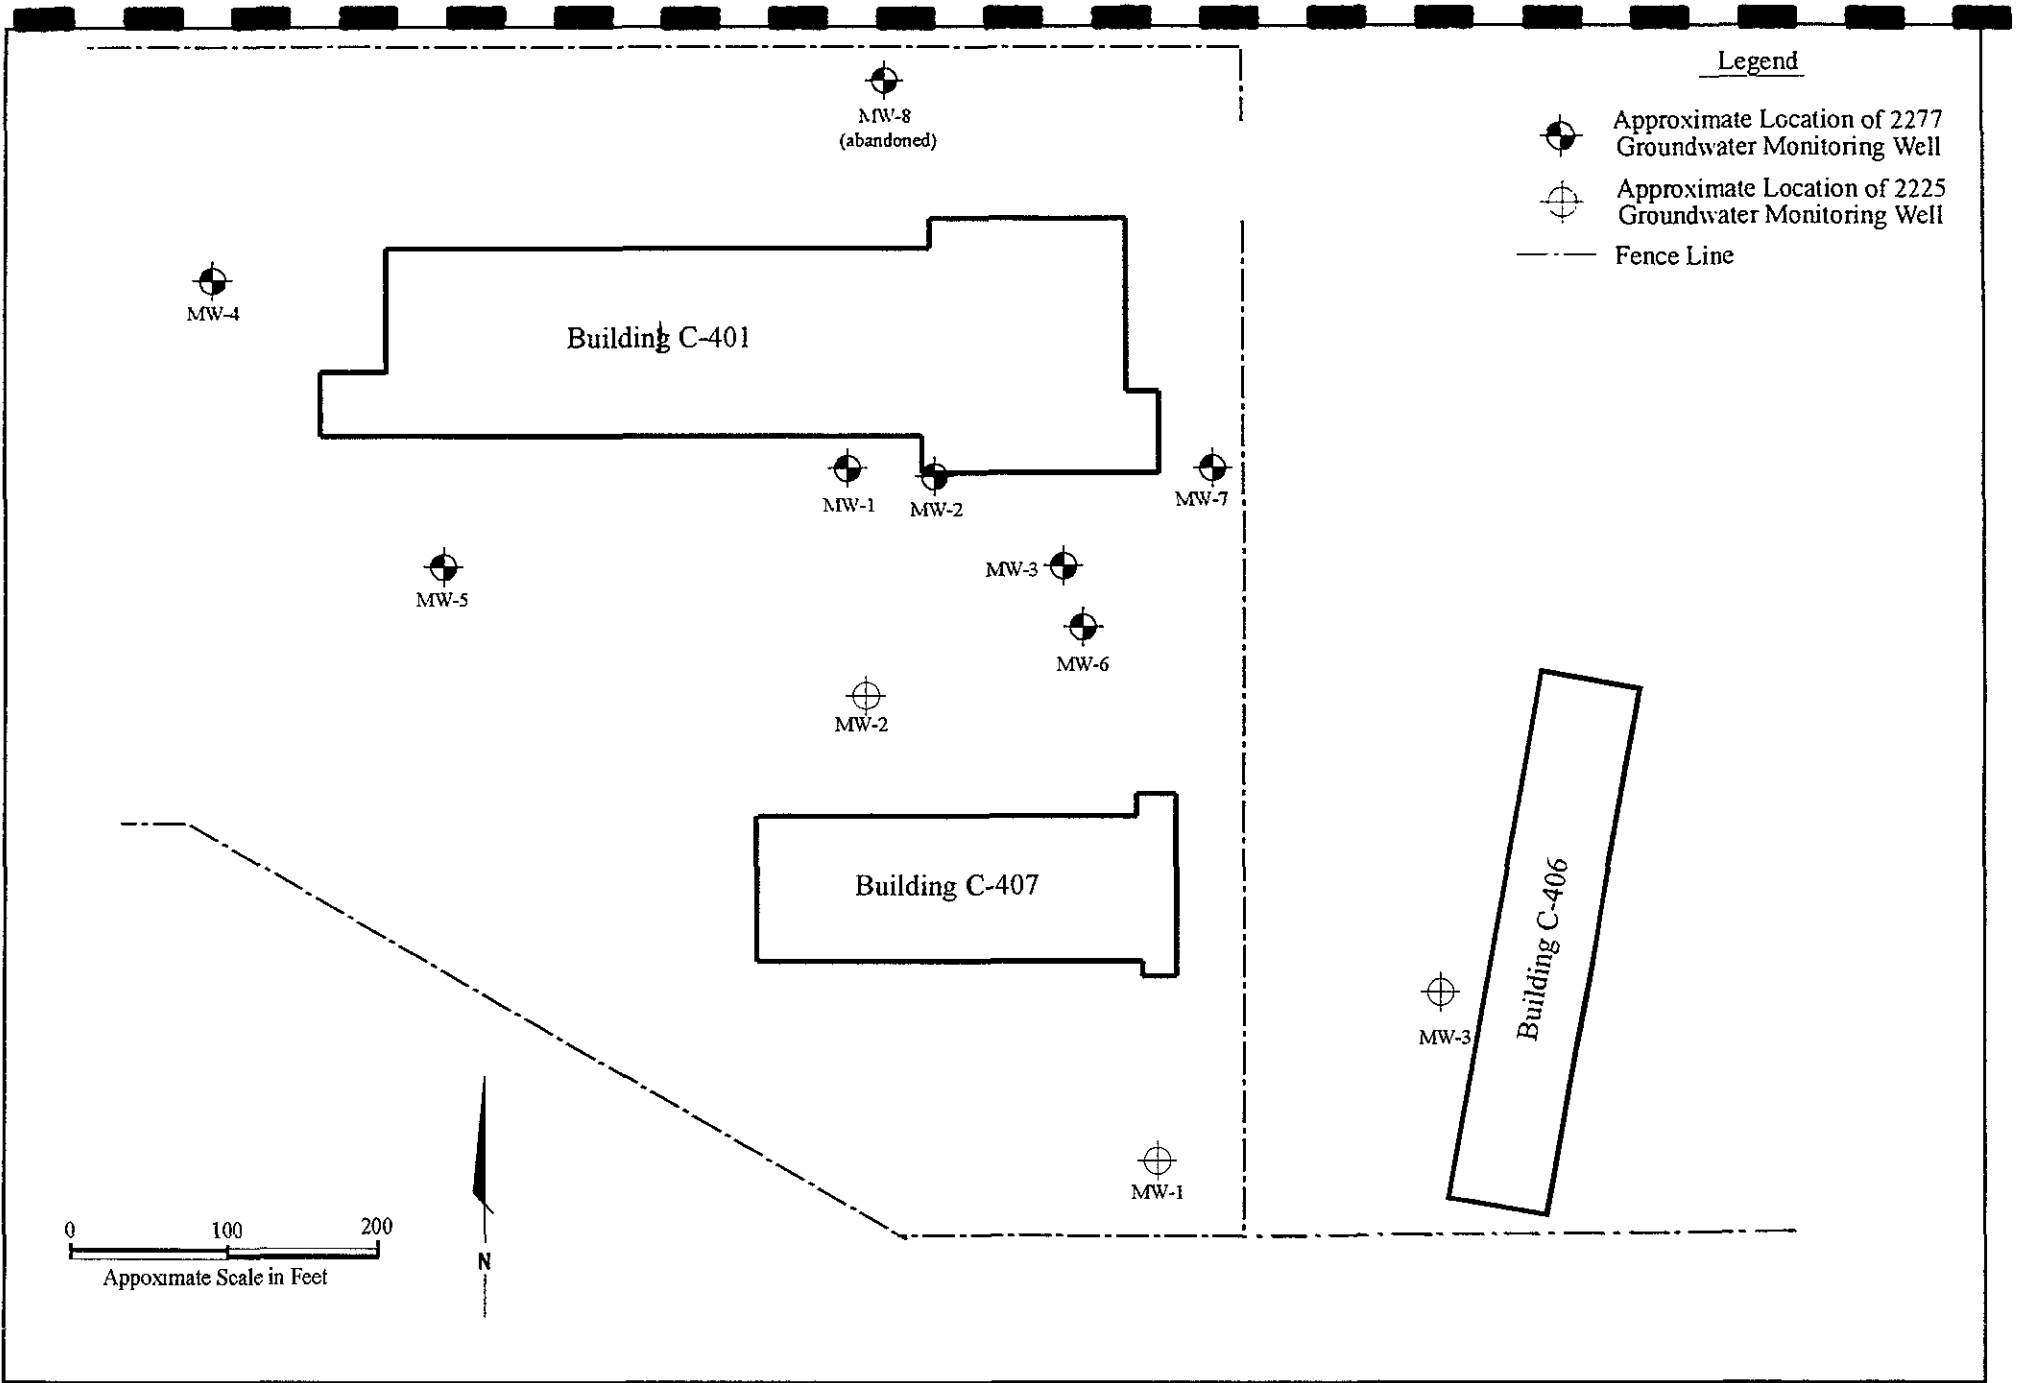 Legend
Approximate Location of 2277
Groundwater Monitoring Well
Approximate Location of 2225
Groundwater Monitoring Well
Fence Line
MW-8
(abandoned)
MW-4
Building C-401
MW-1
MW-2
MW-7
MW-3
MW-5
MW-6
MW-2
Building C-407
Building C-406
MW-3
MW-1
0 100 200
Appoximate Scale in Feet
N